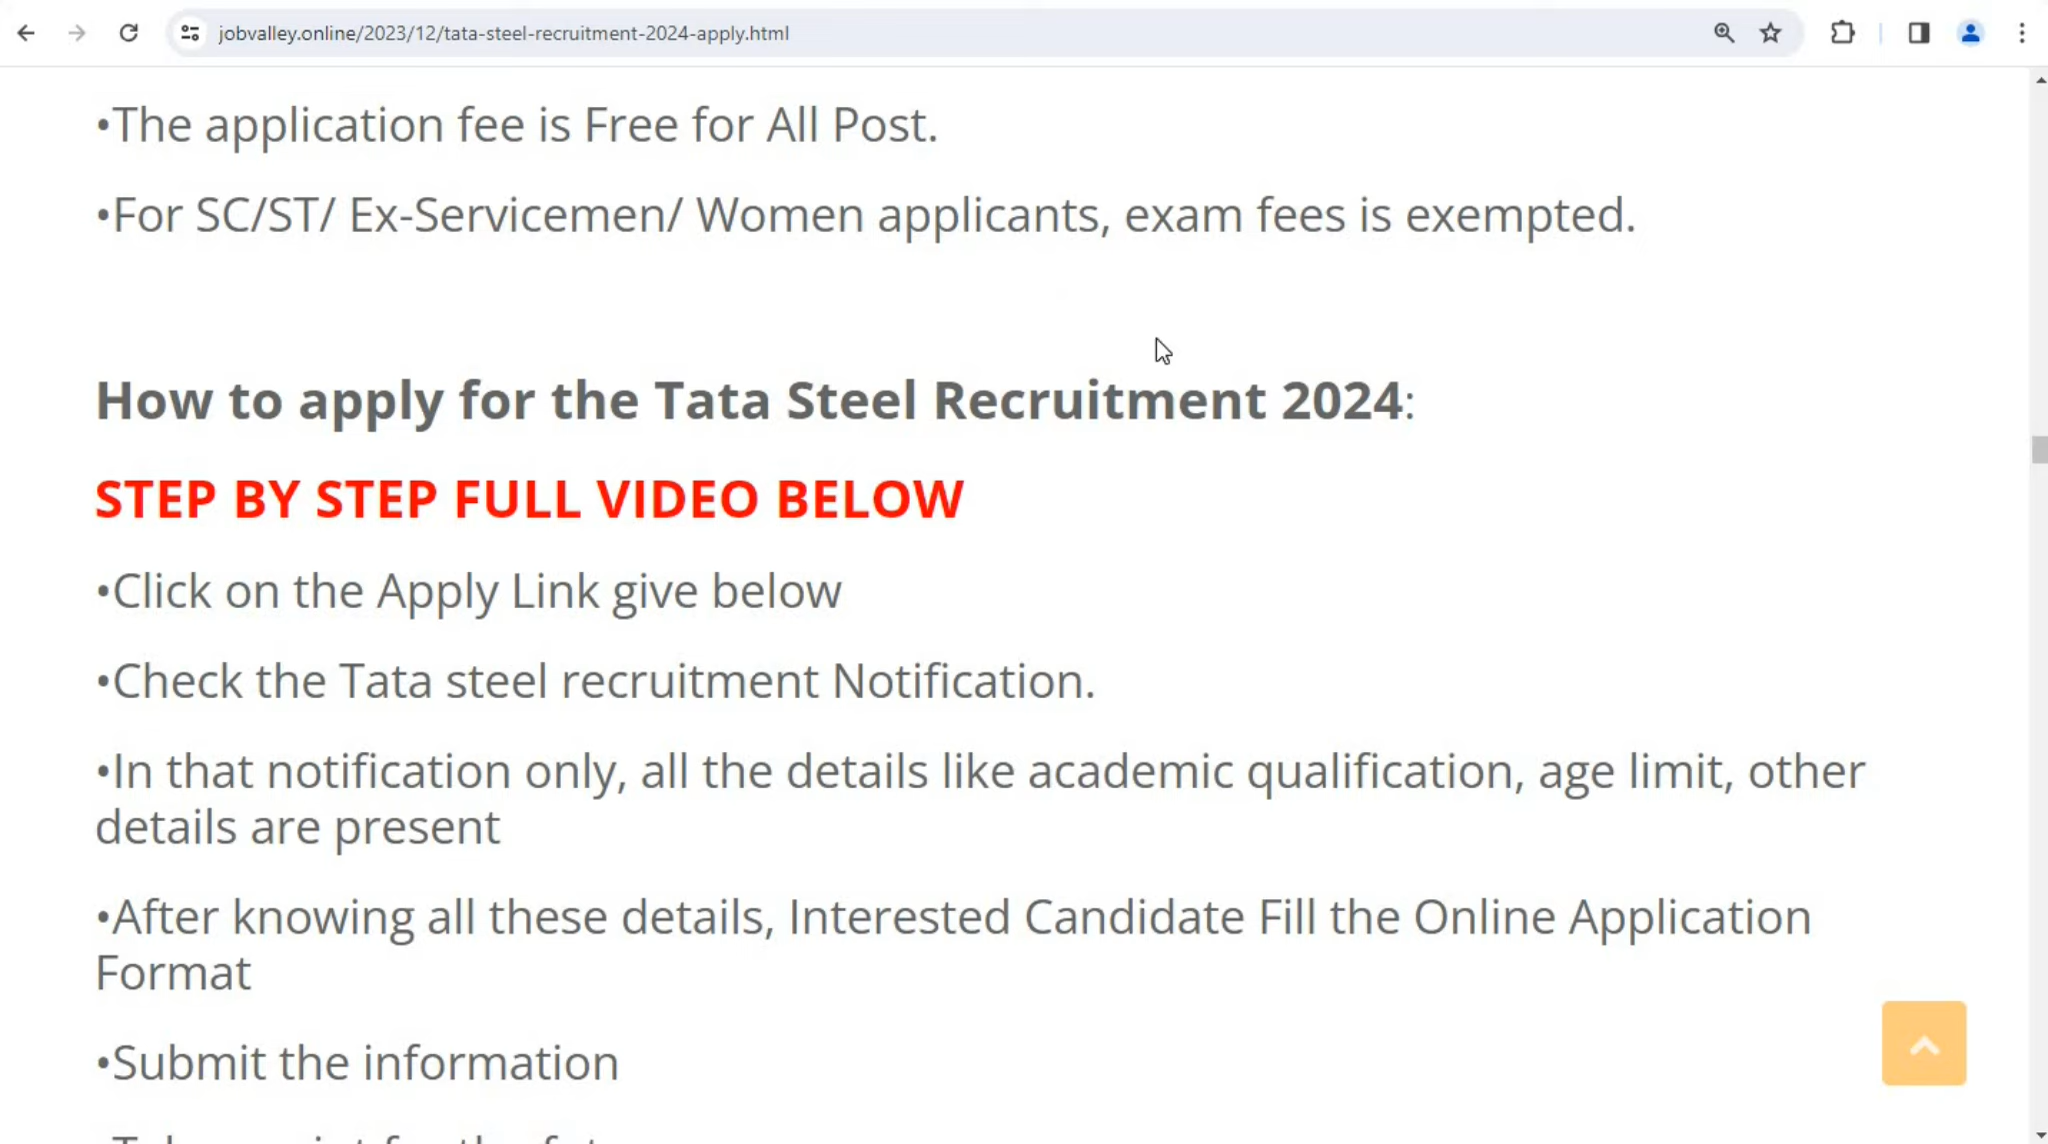 jobvalley.online/2023/12/tata-steel-recruitment-2024-apply.html
•The application fee is Free for All Post.
•For SC/ST/ Ex-Servicemen/ Women applicants, exam fees is exempted.
How to apply for the Tata Steel Recruitment 2024:
STEP BY STEP FULL VIDEO BELOW
•Click on the Apply Link give below
•Check the Tata steel recruitment Notification.
•In that notification only, all the details like academic qualification, age limit, other
details are present
•After knowing all these details, Interested Candidate Fill the Online Application
Format
•Submit the information